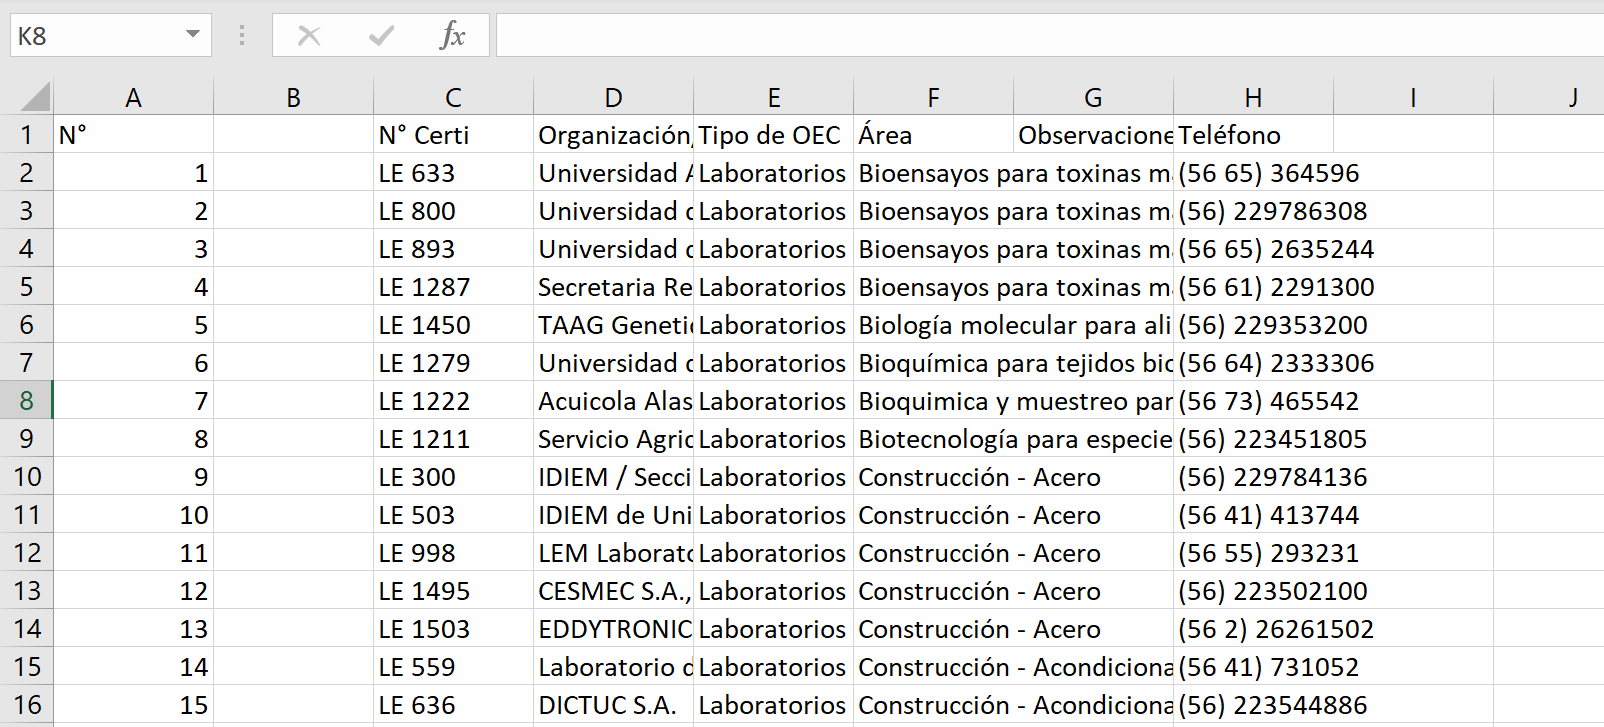 K8 fx
A B C D E F G H I J
1 N° N° Certi Organización/ Tipo de OEC Área Observacione Teléfono
2 1 LE 633 Universidad A Laboratorios Bioensayos para toxinas ma (56 65) 364596
3 2 LE 800 Universidad d Laboratorios Bioensayos para toxinas ma (56) 229786308
4 3 LE 893 Universidad d Laboratorios Bioensayos para toxinas ma (56 65) 2635244
5 4 LE 1287 Secretaria Re Laboratorios Bioensayos para toxinas ma (56 61) 2291300
6 5 LE 1450 TAAG Genetic Laboratorios Biología molecular para ali (56) 229353200
7 6 LE 1279 Universidad d Laboratorios Bioquímica para tejidos bio (56 64) 2333306
8 7 LE 1222 Acuicola Alas Laboratorios Bioquimica y muestreo par (56 73) 465542
9 8 LE 1211 Servicio Agric Laboratorios Biotecnología para especie (56) 223451805
10 9 LE 300 IDIEM / Secci Laboratorios Construcción - Acero (56) 229784136
11 10 LE 503 IDIEM de Uni Laboratorios Construcción - Acero (56 41) 413744
12 11 LE 998 LEM Laborato Laboratorios Construcción - Acero (56 55) 293231
13 12 LE 1495 CESMEC S.A., Laboratorios Construcción - Acero (56) 223502100
14 13 LE 1503 EDDYTRONIC Laboratorios Construcción - Acero (56 2) 26261502
15 14 LE 559 Laboratorio d Laboratorios Construcción - Acondiciona (56 41) 731052
16 15 LE 636 DICTUC S.A. Laboratorios Construcción - Acondiciona (56) 223544886